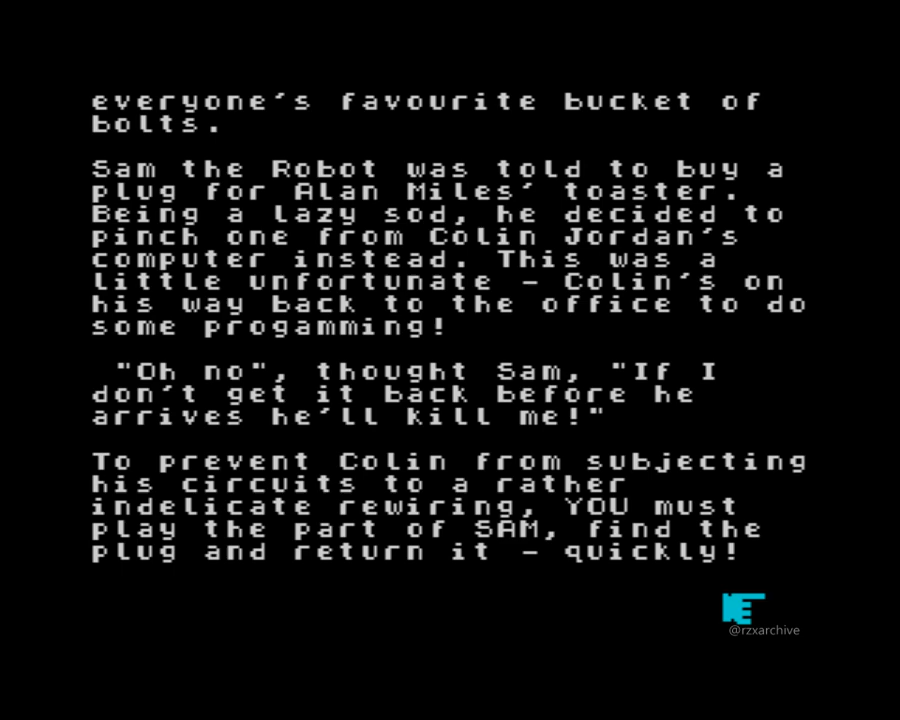 everyone's favourite bucket of
bolts.
Sam the Robot was told to buy a
plug for Alan Miles' toaster.
Being a lazy sod, he decided to
pinch one from Colin Jordan's
computer instead. This was a
little unfortunate - Colin's on
his way back to the office to do
some progamming!
"Oh no", thought Sam, "If I
don't get it back before he
arrives he'll kill me!"
To prevent Colin from subjecting
his circuits to a rather
indelicate rewiring, YOU must
play the part of SAM, find the
plug and return it - quickly!
@rzxarchive